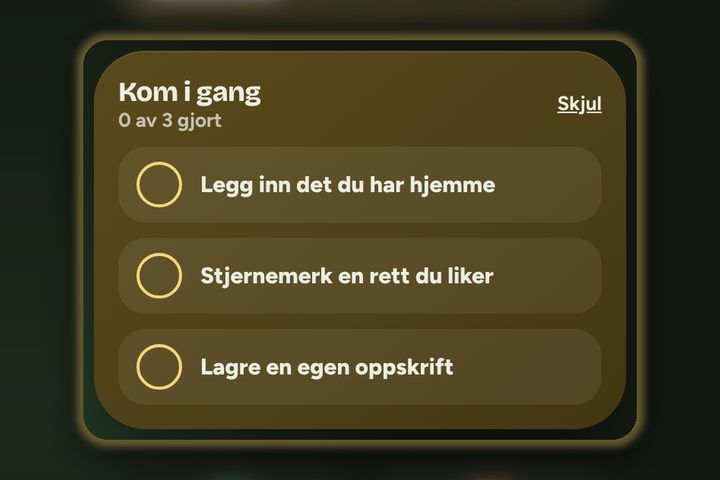 Kom i gang
Skjul
0 av 3 gjort
Legg inn det du har hjemme
Stjernemerk en rett du liker
Lagre en egen oppskrift